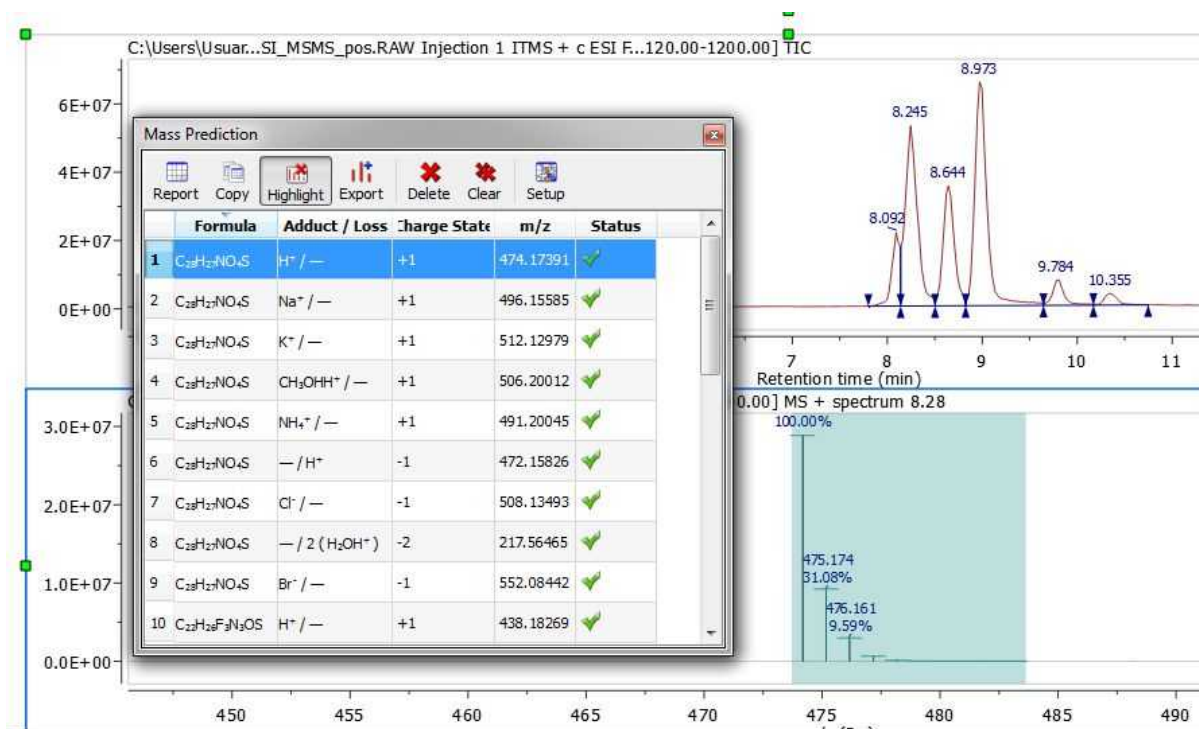 C:\Users\Usuar...SI_MSMS_pos.RAW Injection 1 ITMS + c ESI F...120.00-1200.00] TIC
6E+07
4E+07
2E+07
0E+00
8.092
8.245
8.644
8.973
9.784
10.355
7 8 9 10 11
Retention time (min)
Mass Prediction
Report Copy Highlight Export Delete Clear Setup
Formula Adduct / Loss Charge State m/z Status
1 C₂₈H₂₇NO₄S H⁺ / — +1 474.17391
2 C₂₈H₂₇NO₄S Na⁺ / — +1 496.15585
3 C₂₈H₂₇NO₄S K⁺ / — +1 512.12979
4 C₂₈H₂₇NO₄S CH₃OHH⁺ / — +1 506.20012
5 C₂₈H₂₇NO₄S NH₄⁺ / — +1 491.20045
6 C₂₈H₂₇NO₄S — / H⁺ -1 472.15826
7 C₂₈H₂₇NO₄S Cl⁻ / — -1 508.13493
8 C₂₈H₂₇NO₄S — / 2 ( H₂OH⁺ ) -2 217.56465
9 C₂₈H₂₇NO₄S Br⁻ / — -1 552.08442
10 C₂₂H₂₆F₃N₃OS H⁺ / — +1 438.18269
0.00] MS + spectrum 8.28
3.0E+07
2.0E+07
1.0E+07
0.0E+00
100.00%
475.174
31.08%
476.161
9.59%
450 455 460 465 470 475 480 485 490